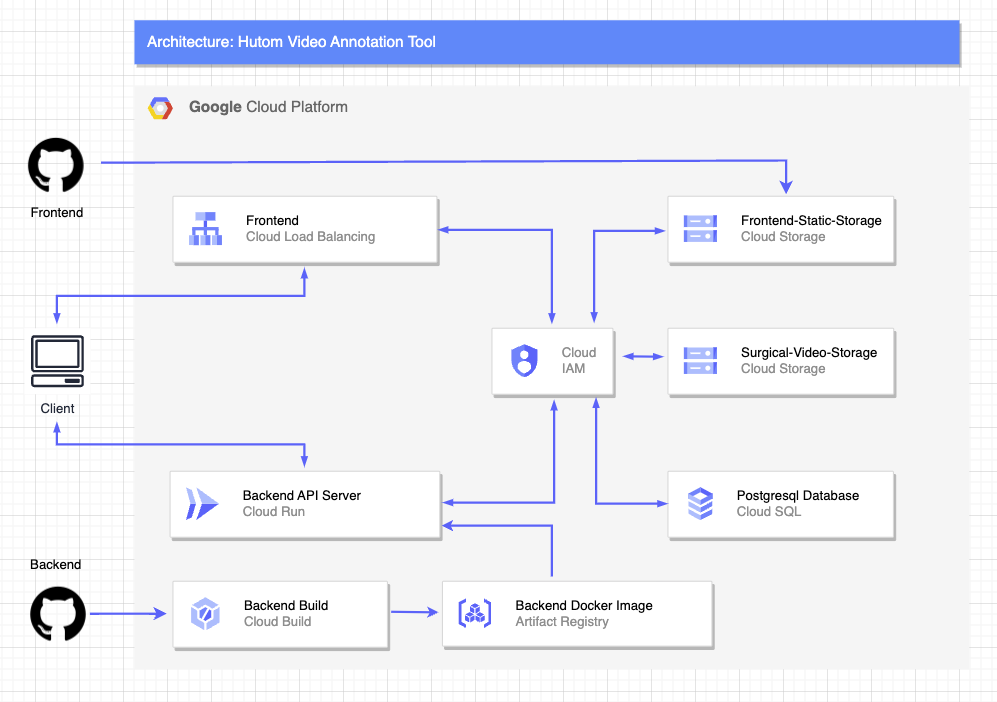 Architecture: Hutom Video Annotation Tool
Google Cloud Platform
Frontend
Frontend
Cloud Load Balancing
Frontend-Static-Storage
Cloud Storage
Cloud
IAM
Surgical-Video-Storage
Cloud Storage
Client
Backend API Server
Cloud Run
Postgresql Database
Cloud SQL
Backend
Backend Build
Cloud Build
Backend Docker Image
Artifact Registry